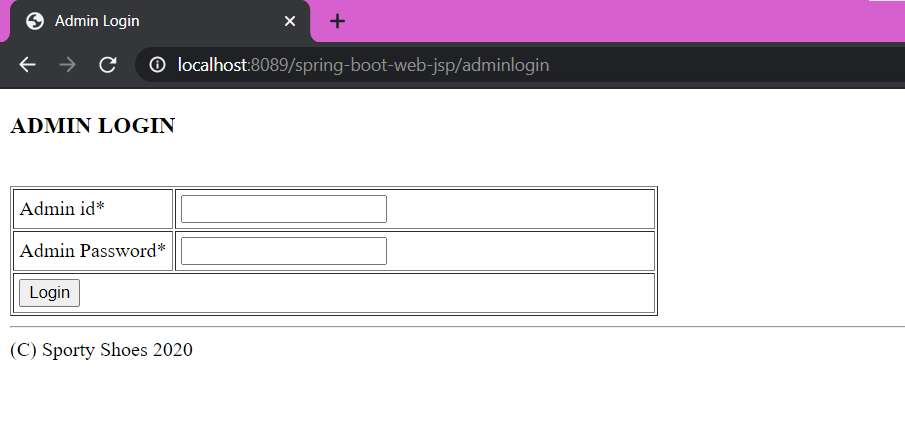 Admin Login
localhost:8089/spring-boot-web-jsp/adminlogin
ADMIN LOGIN
Admin id*
Admin Password*
Login
(C) Sporty Shoes 2020